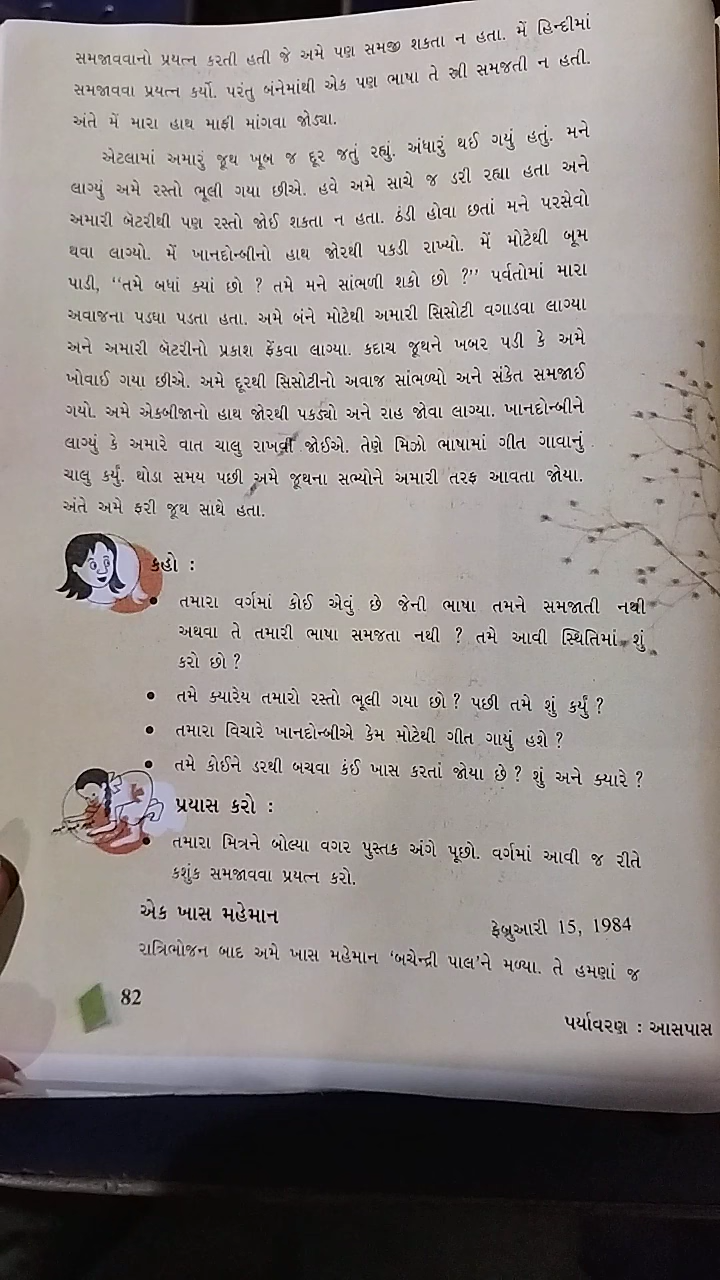 સમજાવવાનો પ્રયત્ન કરતી હતી જે અમે પણ સમજી શકતા ન હતા. મેં હિન્દીમાં
સમજાવવા પ્રયત્ન કર્યો. પરંતુ બંનેમાંથી એક પણ ભાષા તે સ્ત્રી સમજતી ન હતી.
અંતે મેં મારા હાથ માફી માંગવા જોડ્યા.
એટલામાં અમારું જૂથ ખૂબ જ દૂર જતું રહ્યું. અંધારું થઈ ગયું હતું. મને
લાગ્યું અમે રસ્તો ભૂલી ગયા છીએ. હવે અમે સાચે જ ડરી રહ્યા હતા અને
અમારી બૅટરીથી પણ રસ્તો જોઈ શકતા ન હતા. ઠંડી હોવા છતાં મને પરસેવો
થવા લાગ્યો. મેં ખાનદોન્બીનો હાથ જોરથી પકડી રાખ્યો. મેં મોટેથી બૂમ
પાડી, “તમે બધાં ક્યાં છો ? તમે મને સાંભળી શકો છો ?” પર્વતોમાં મારા
અવાજના પડઘા પડતા હતા. અમે બંને મોટેથી અમારી સિસોટી વગાડવા લાગ્યા
અને અમારી બૅટરીનો પ્રકાશ ફેંકવા લાગ્યા. કદાચ જૂથને ખબર પડી કે અમે
ખોવાઈ ગયા છીએ. અમે દૂરથી સિસોટીનો અવાજ સાંભળ્યો અને સંકેત સમજાઈ
ગયો. અમે એકબીજાનો હાથ જોરથી પકડ્યો અને રાહ જોવા લાગ્યા. ખાનદોન્બીને
લાગ્યું કે અમારે વાત ચાલુ રાખવી જોઈએ. તેણે મિઝો ભાષામાં ગીત ગાવાનું
ચાલુ કર્યું. થોડા સમય પછી અમે જૂથના સભ્યોને અમારી તરફ આવતા જોયા.
અંતે અમે ફરી જૂથ સાથે હતા.
કહો :
• તમારા વર્ગમાં કોઈ એવું છે જેની ભાષા તમને સમજાતી નથી
અથવા તે તમારી ભાષા સમજતા નથી ? તમે આવી સ્થિતિમાં શું
કરો છો ?
• તમે ક્યારેય તમારો રસ્તો ભૂલી ગયા છો ? પછી તમે શું કર્યું ?
• તમારા વિચારે ખાનદોન્બીએ કેમ મોટેથી ગીત ગાયું હશે ?
• તમે કોઈને ડરથી બચવા કંઈ ખાસ કરતાં જોયા છે ? શું અને ક્યારે ?
પ્રયાસ કરો :
• તમારા મિત્રને બોલ્યા વગર પુસ્તક અંગે પૂછો. વર્ગમાં આવી જ રીતે
કશુંક સમજાવવા પ્રયત્ન કરો.
એક ખાસ મહેમાન
ફેબ્રુઆરી 15, 1984
રાત્રિભોજન બાદ અમે ખાસ મહેમાન ‘બચેન્દ્રી પાલ’ને મળ્યા. તે હમણાં જ
82
પર્યાવરણ : આસપાસ